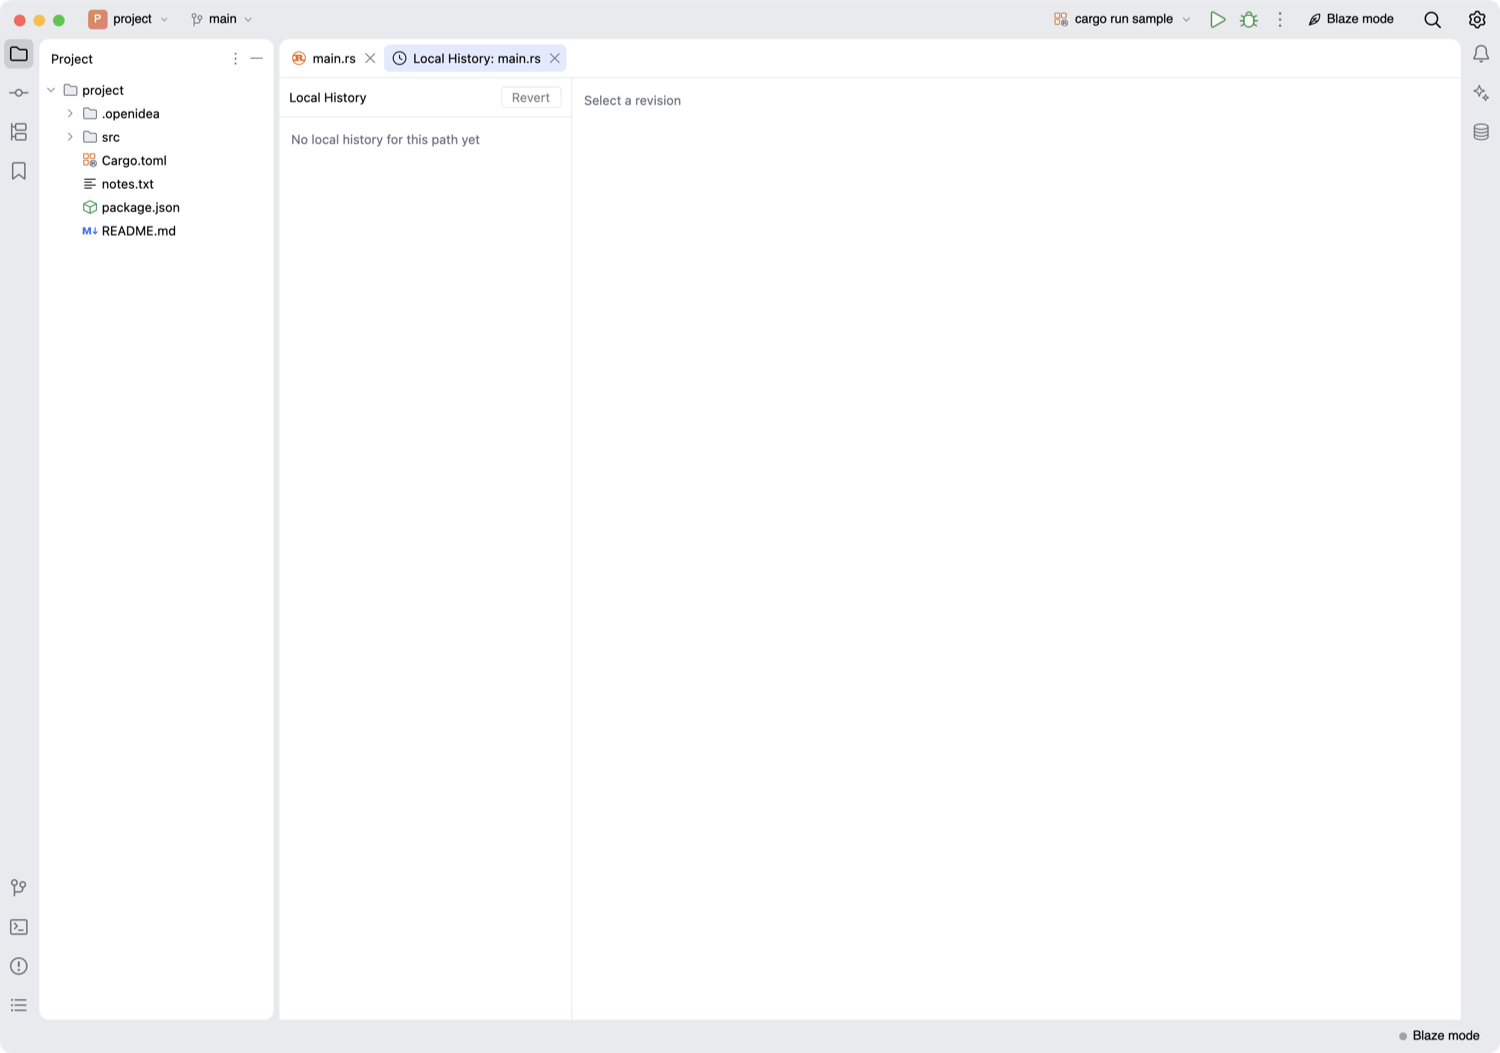 P project main cargo run sample Blaze mode
Project
main.rs Local History: main.rs
project
.openidea
src
Cargo.toml
notes.txt
package.json
M↓ README.md
Local History Revert
No local history for this path yet
Select a revision
Blaze mode